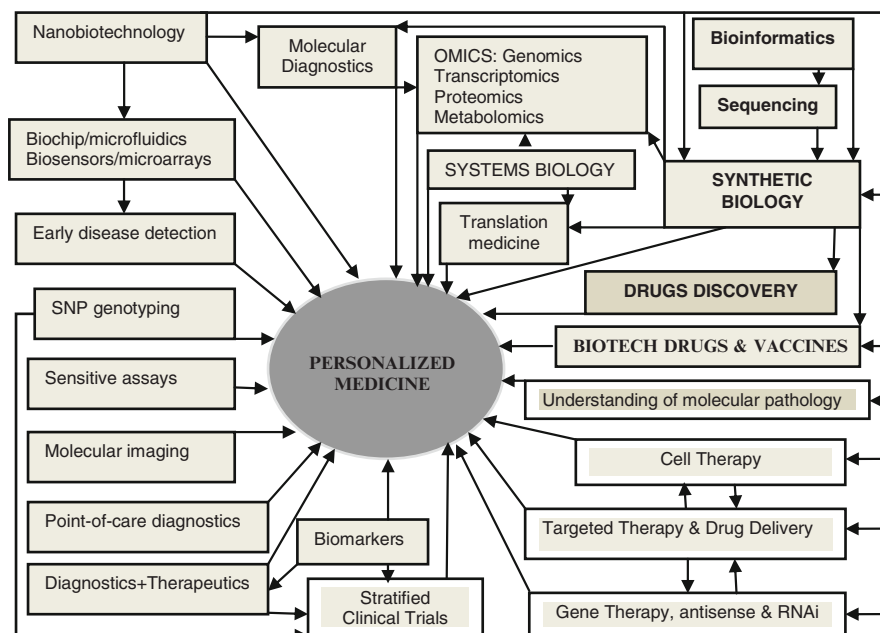 Nanobiotechnology
Molecular
Diagnostics
OMICS: Genomics
Transcriptomics
Proteomics
Metabolomics
Bioinformatics
Sequencing
Biochip/microfluidics
Biosensors/microarrays
SYSTEMS BIOLOGY
SYNTHETIC
BIOLOGY
Early disease detection
Translation
medicine
DRUGS DISCOVERY
SNP genotyping
BIOTECH DRUGS & VACCINES
PERSONALIZED
MEDICINE
Sensitive assays
Understanding of molecular pathology
Molecular imaging
Cell Therapy
Point-of-care diagnostics
Biomarkers
Targeted Therapy & Drug Delivery
Diagnostics+Therapeutics
Stratified
Clinical Trials
Gene Therapy, antisense & RNAi